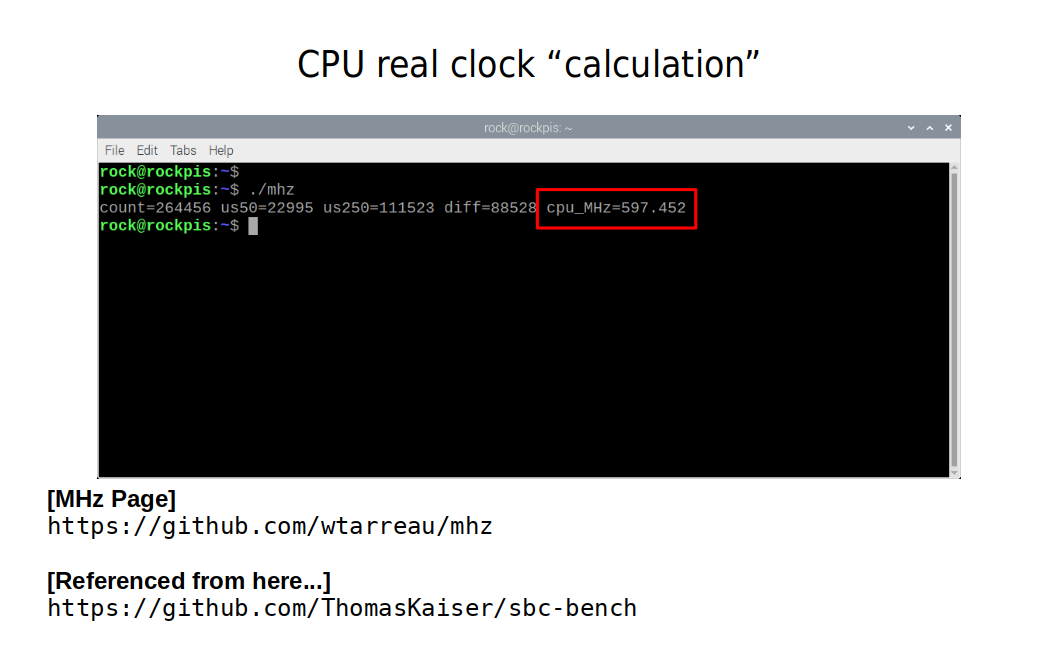 CPU real clock “calculation”
rock@rockpis: ~
File Edit Tabs Help
rock@rockpis:~$
rock@rockpis:~$ ./mhz
count=264456 us50=22995 us250=111523 diff=88528 cpu_MHz=597.452
rock@rockpis:~$
[MHz Page]
https://github.com/wtarreau/mhz
[Referenced from here...]
https://github.com/ThomasKaiser/sbc-bench